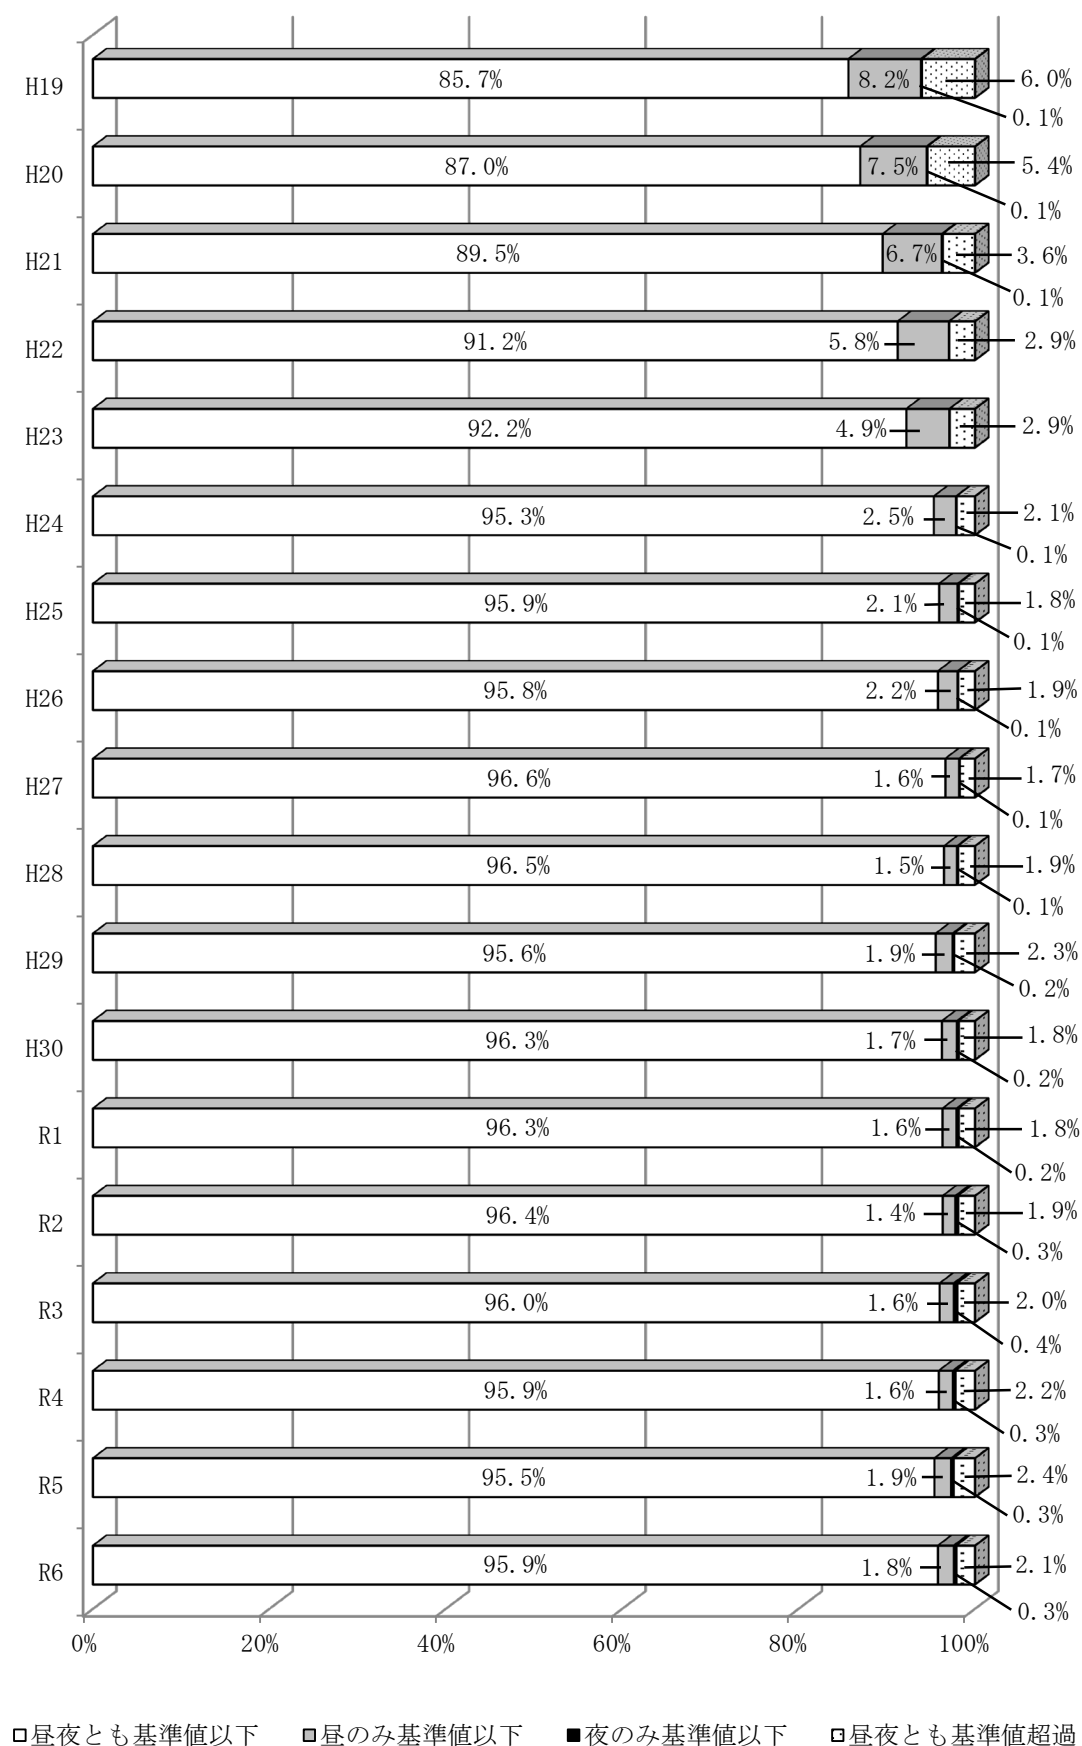 H19 85.7% 8.2% 6.0%
0.1%
H20 87.0% 7.5% 5.4%
0.1%
H21 89.5% 6.7% 3.6%
0.1%
H22 91.2% 5.8% 2.9%
H23 92.2% 4.9% 2.9%
H24 95.3% 2.5% 2.1%
0.1%
H25 95.9% 2.1% 1.8%
0.1%
H26 95.8% 2.2% 1.9%
0.1%
H27 96.6% 1.6% 1.7%
0.1%
H28 96.5% 1.5% 1.9%
0.1%
H29 95.6% 1.9% 2.3%
0.2%
H30 96.3% 1.7% 1.8%
0.2%
R1 96.3% 1.6% 1.8%
0.2%
R2 96.4% 1.4% 1.9%
0.3%
R3 96.0% 1.6% 2.0%
0.4%
R4 95.9% 1.6% 2.2%
0.3%
R5 95.5% 1.9% 2.4%
0.3%
R6 95.9% 1.8% 2.1%
0.3%
0% 20% 40% 60% 80% 100%
昼夜とも基準値以下 昼のみ基準値以下 夜のみ基準値以下 昼夜とも基準値超過